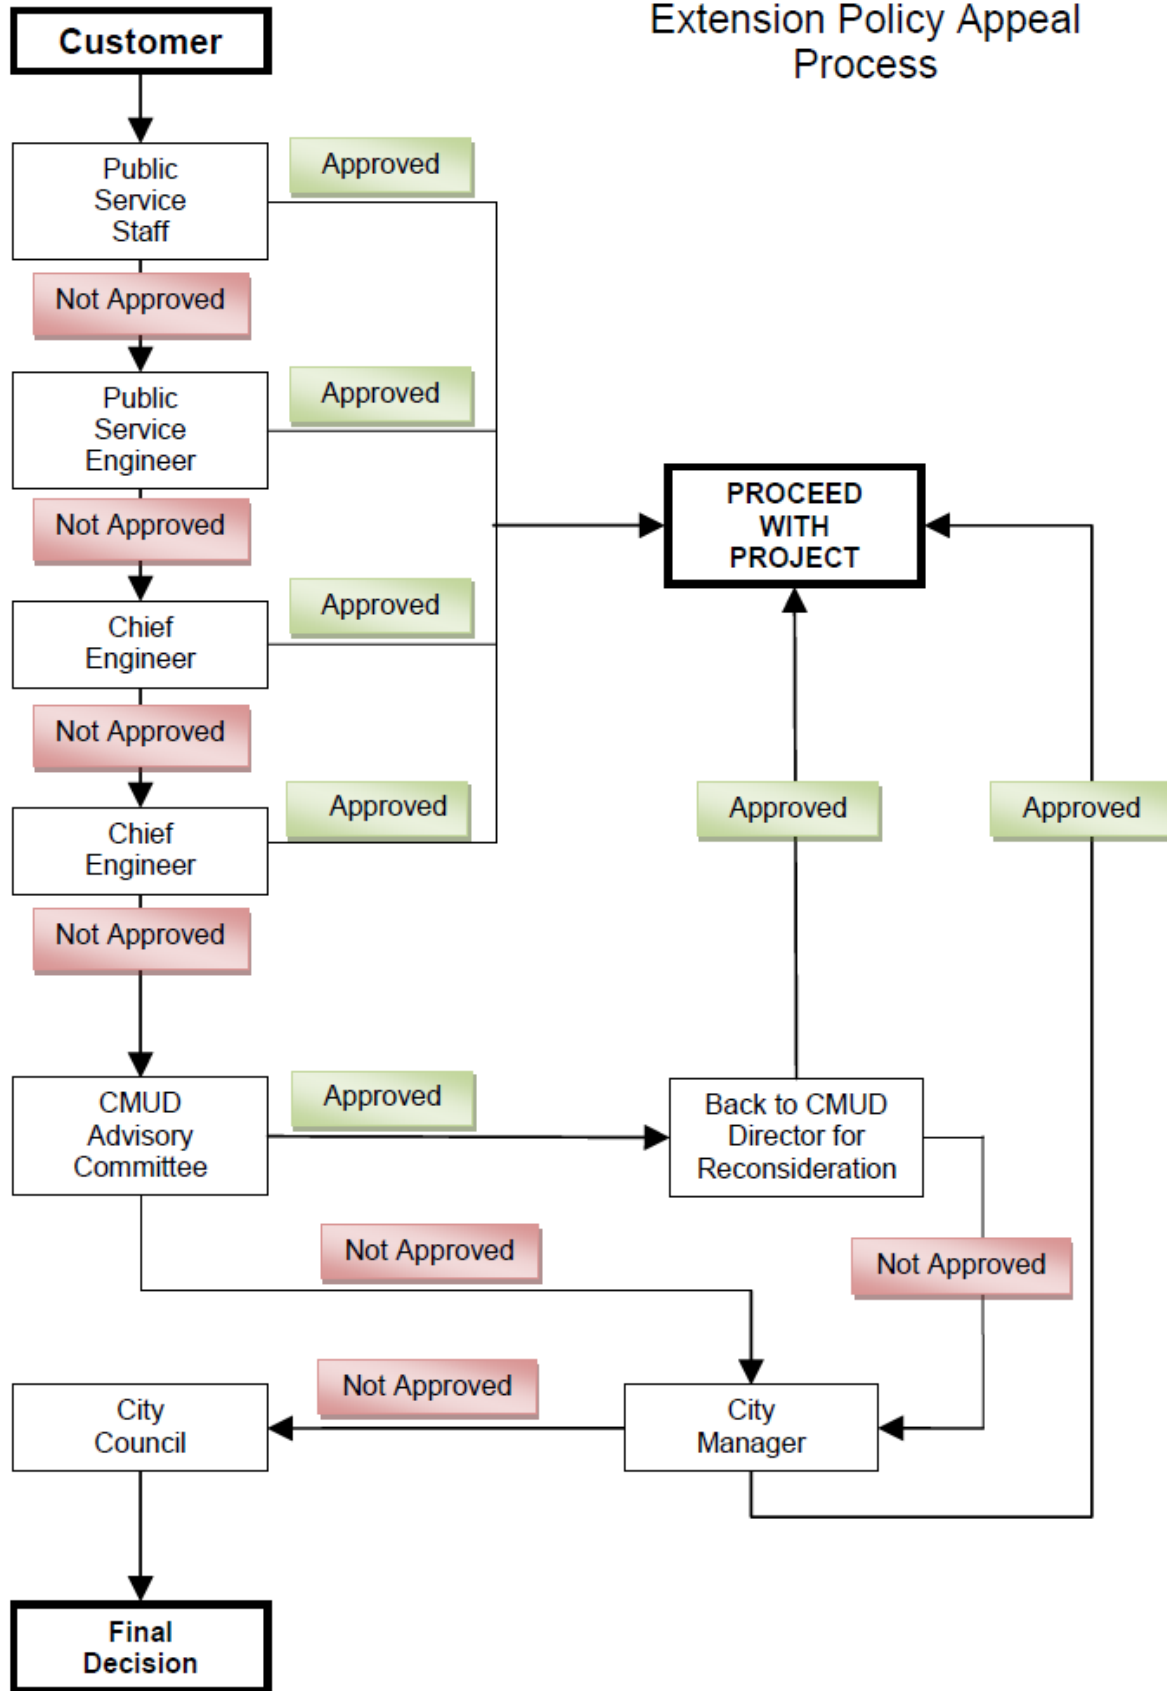 Extension Policy Appeal
Process
Customer
Public
Service
Staff
Approved
Not Approved
Public
Service
Engineer
Approved
Not Approved
Chief
Engineer
Approved
Not Approved
Chief
Engineer
Approved
Not Approved
PROCEED
WITH
PROJECT
Approved
Approved
CMUD
Advisory
Committee
Approved
Back to CMUD
Director for
Reconsideration
Not Approved
Not Approved
City
Manager
Not Approved
City
Council
Final
Decision